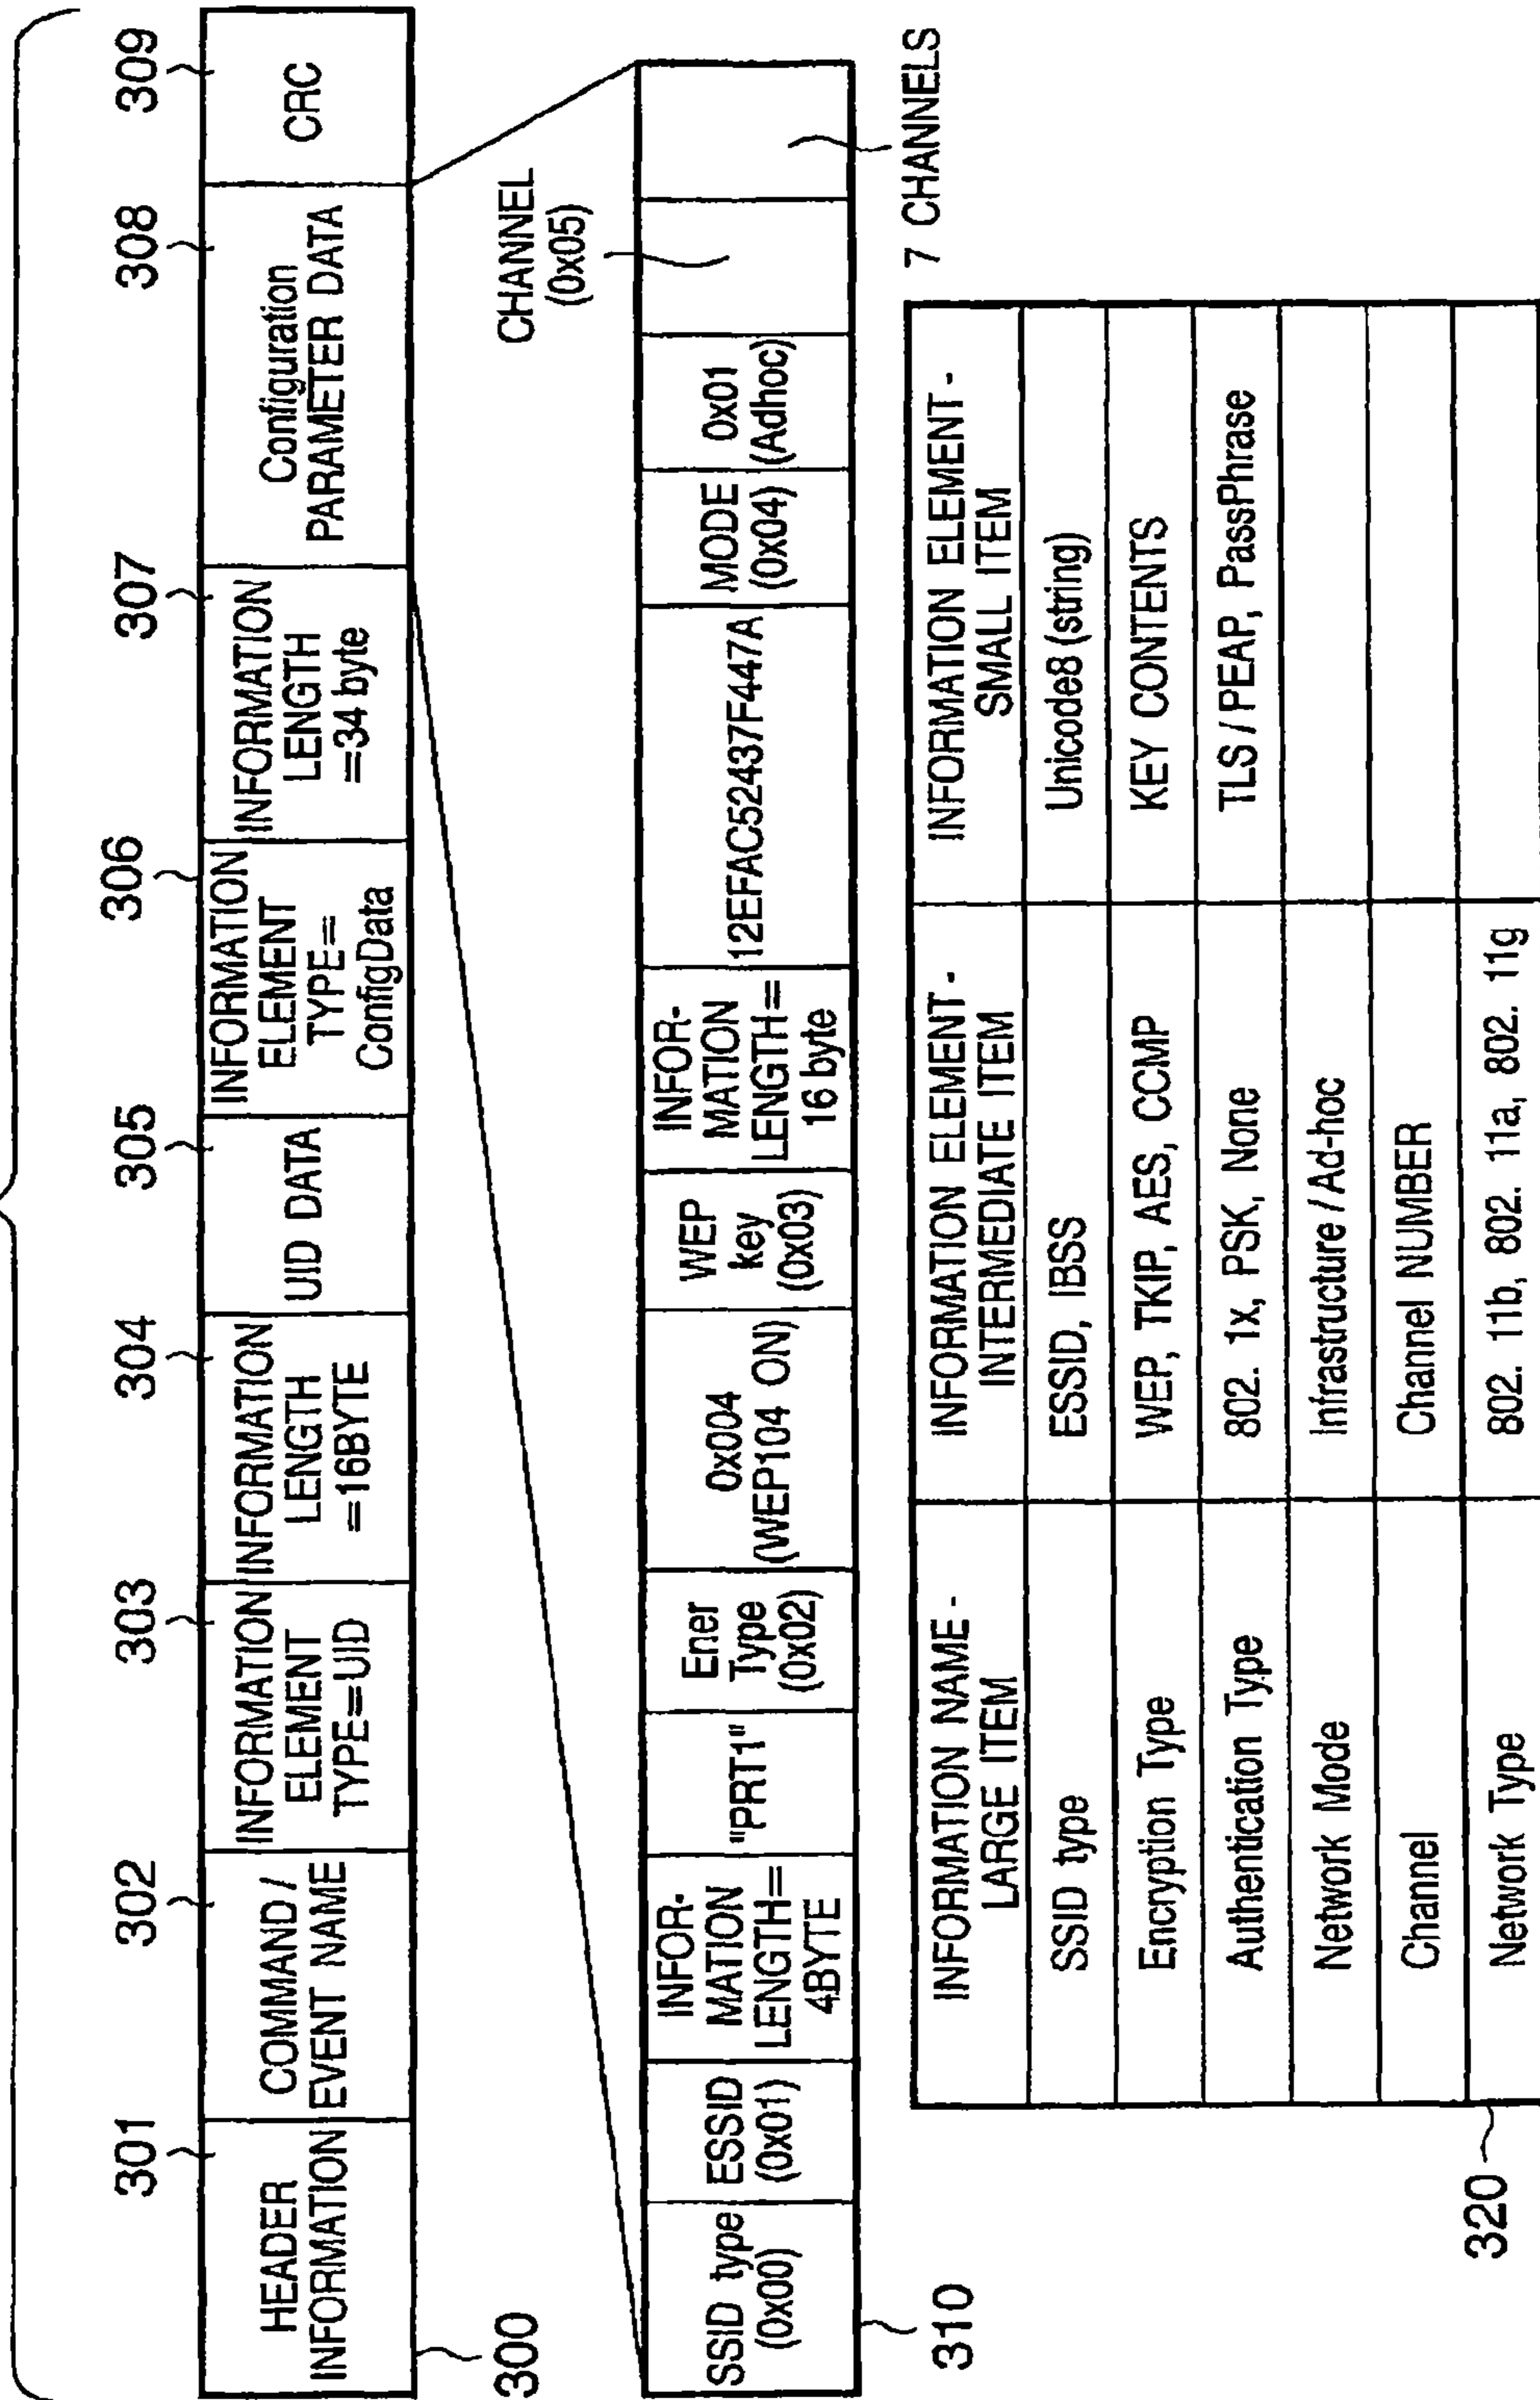 301
302
303
304
305
306
307
308
309
HEADER
INFORMATION
COMMAND /
EVENT NAME
INFORMATION
ELEMENT
TYPE=UID
INFORMATION
LENGTH
=16BYTE
UID DATA
INFORMATION
ELEMENT
TYPE=
ConfigData
INFORMATION
LENGTH
=34 byte
Configuration
PARAMETER DATA
CRC
300
CHANNEL
(0x05)
SSID type
(0x00)
ESSID
(0x01)
INFOR-
MATION
LENGTH=
4BYTE
"PRT1"
Ener
Type
(0x02)
0x004
(WEP104 ON)
WEP
key
(0x03)
INFOR-
MATION
LENGTH=
16 byte
12EFAC52437F447A
MODE
(0x04)
0x01
(Adhoc)
310
7 CHANNELS
INFORMATION NAME -
LARGE ITEM
INFORMATION ELEMENT -
INTERMEDIATE ITEM
INFORMATION ELEMENT -
SMALL ITEM
SSID type
ESSID, IBSS
Unicode8 (string)
Encryption Type
WEP, TKIP, AES, CCMP
KEY CONTENTS
Authentication Type
802. 1x, PSK, None
TLS / PEAP, PassPhrase
Network Mode
Infrastructure / Ad-hoc
Channel
Channel NUMBER
Network Type
802. 11b, 802. 11a, 802. 11g
320